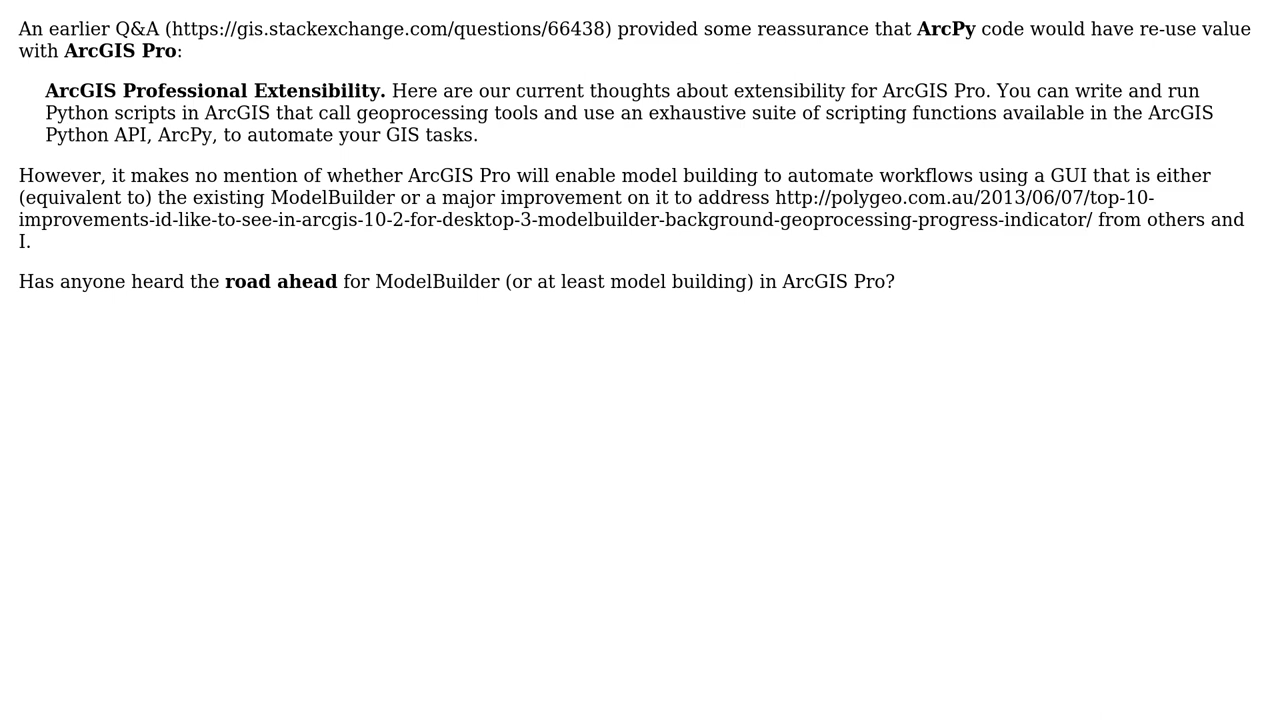 An earlier Q&A (https://gis.stackexchange.com/questions/66438) provided some reassurance that ArcPy code would have re-use value
with ArcGIS Pro:
ArcGIS Professional Extensibility. Here are our current thoughts about extensibility for ArcGIS Pro. You can write and run
Python scripts in ArcGIS that call geoprocessing tools and use an exhaustive suite of scripting functions available in the ArcGIS
Python API, ArcPy, to automate your GIS tasks.
However, it makes no mention of whether ArcGIS Pro will enable model building to automate workflows using a GUI that is either
(equivalent to) the existing ModelBuilder or a major improvement on it to address http://polygeo.com.au/2013/06/07/top-10-
improvements-id-like-to-see-in-arcgis-10-2-for-desktop-3-modelbuilder-background-geoprocessing-progress-indicator/ from others and
I.
Has anyone heard the road ahead for ModelBuilder (or at least model building) in ArcGIS Pro?